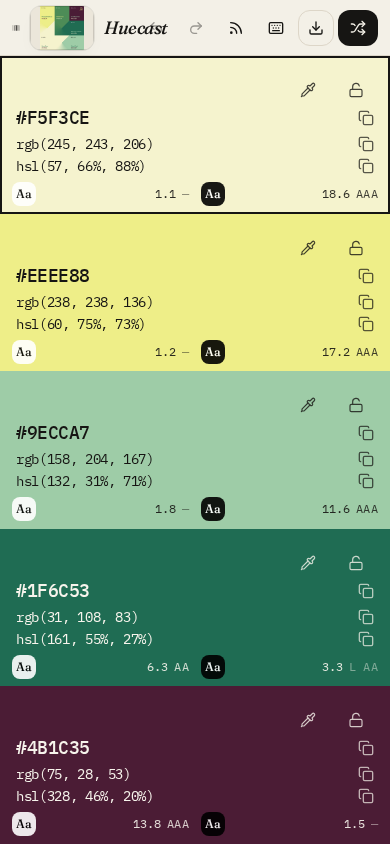 Huecast
#F5F3CE
rgb(245, 243, 206)
hsl(57, 66%, 88%)
Aa 1.1 — Aa 18.6 AAA
#EEEE88
rgb(238, 238, 136)
hsl(60, 75%, 73%)
Aa 1.2 — Aa 17.2 AAA
#9ECCA7
rgb(158, 204, 167)
hsl(132, 31%, 71%)
Aa 1.8 — Aa 11.6 AAA
#1F6C53
rgb(31, 108, 83)
hsl(161, 55%, 27%)
Aa 6.3 AA Aa 3.3 L AA
#4B1C35
rgb(75, 28, 53)
hsl(328, 46%, 20%)
Aa 13.8 AAA Aa 1.5 —